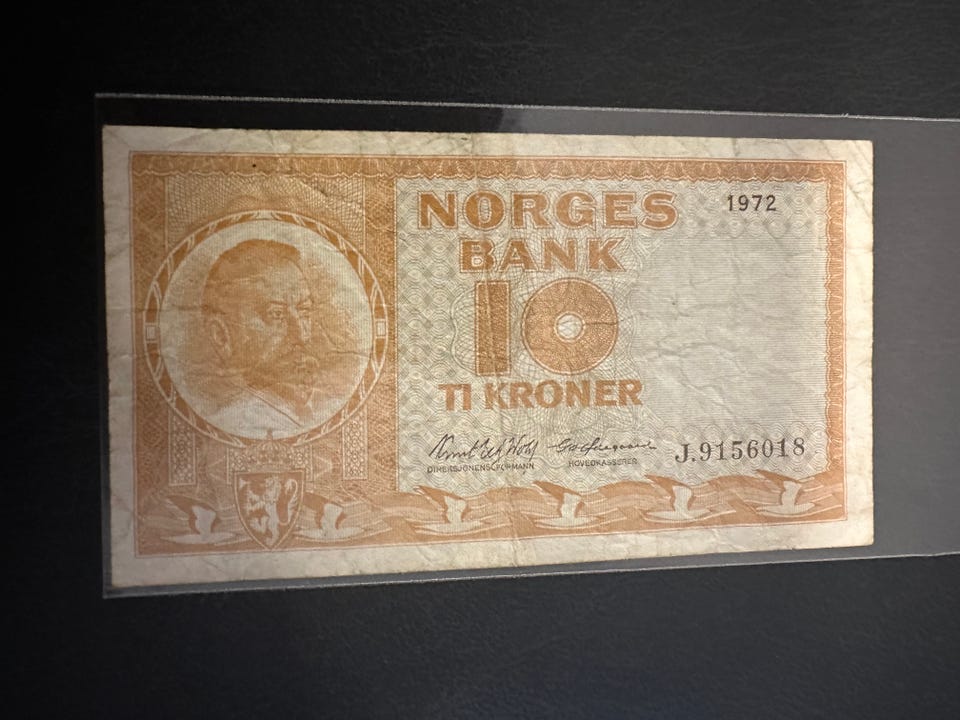 NORGES
1972
BANK
10
TI KRONER
DIREKSJONENS FORMANN
HOVEDKASSERER
J.9156018